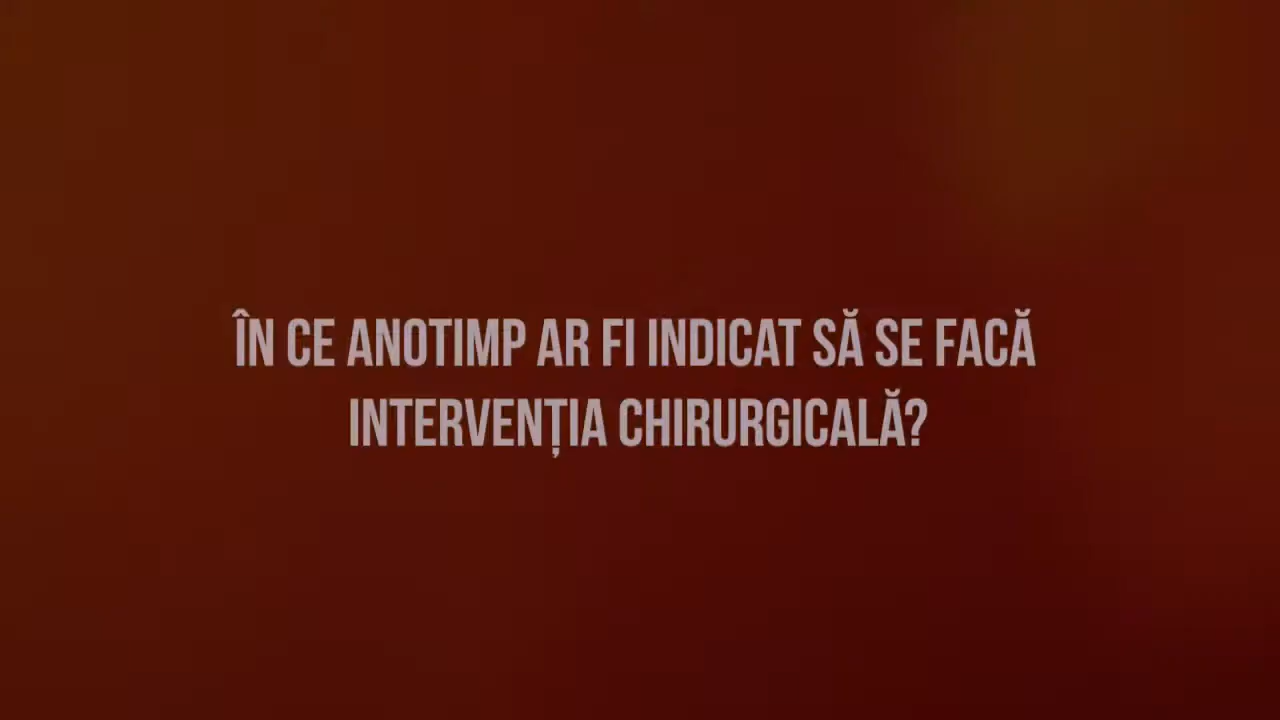 ÎN CE ANOTIMP AR FI INDICAT SĂ SE FACĂ
INTERVENȚIA CHIRURGICALĂ?